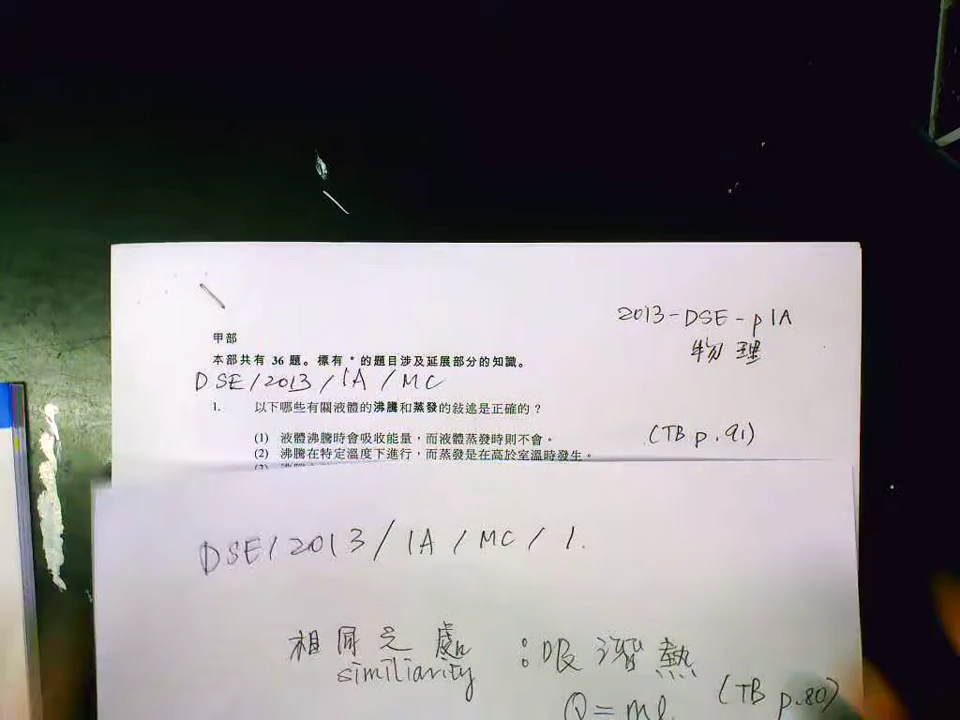 2013-DSE-p1A
物理
甲部
本部共有 36 題。標有 * 的題目涉及延展部分的知識。
DSE/2013/1A/MC
1. 以下哪些有關液體的沸騰和蒸發的敍述是正確的？
(TB p.91)
(1) 液體沸騰時會吸收能量，而液體蒸發時則不會。
(2) 沸騰在特定溫度下進行，而蒸發是在高於室溫時發生。
DSE/2013/1A/MC/1.
相同之處：吸潛熱
similiarity
Q=ml (TB p.80)